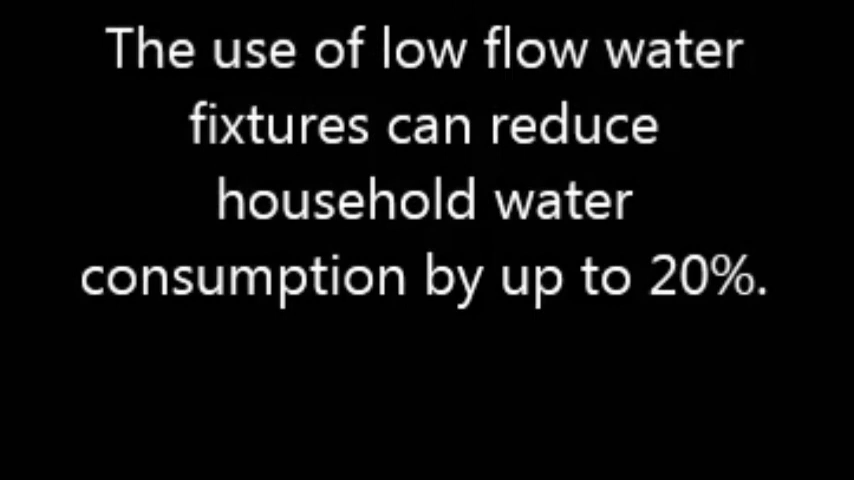 The use of low flow water
fixtures can reduce
household water
consumption by up to 20%.